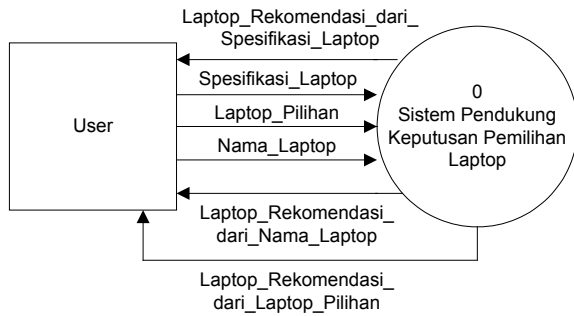 Laptop_Rekomendasi_dari_
Spesifikasi_Laptop
Spesifikasi_Laptop
Laptop_Pilihan
Nama_Laptop
User
0
Sistem Pendukung
Keputusan Pemilihan
Laptop
Laptop_Rekomendasi_
dari_Nama_Laptop
Laptop_Rekomendasi_
dari_Laptop_Pilihan